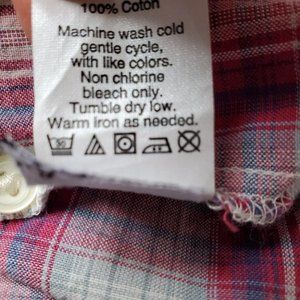 100% Coton
Machine wash cold
gentle cycle,
with like colors.
Non chlorine
bleach only.
Tumble dry low.
Warm iron as needed.